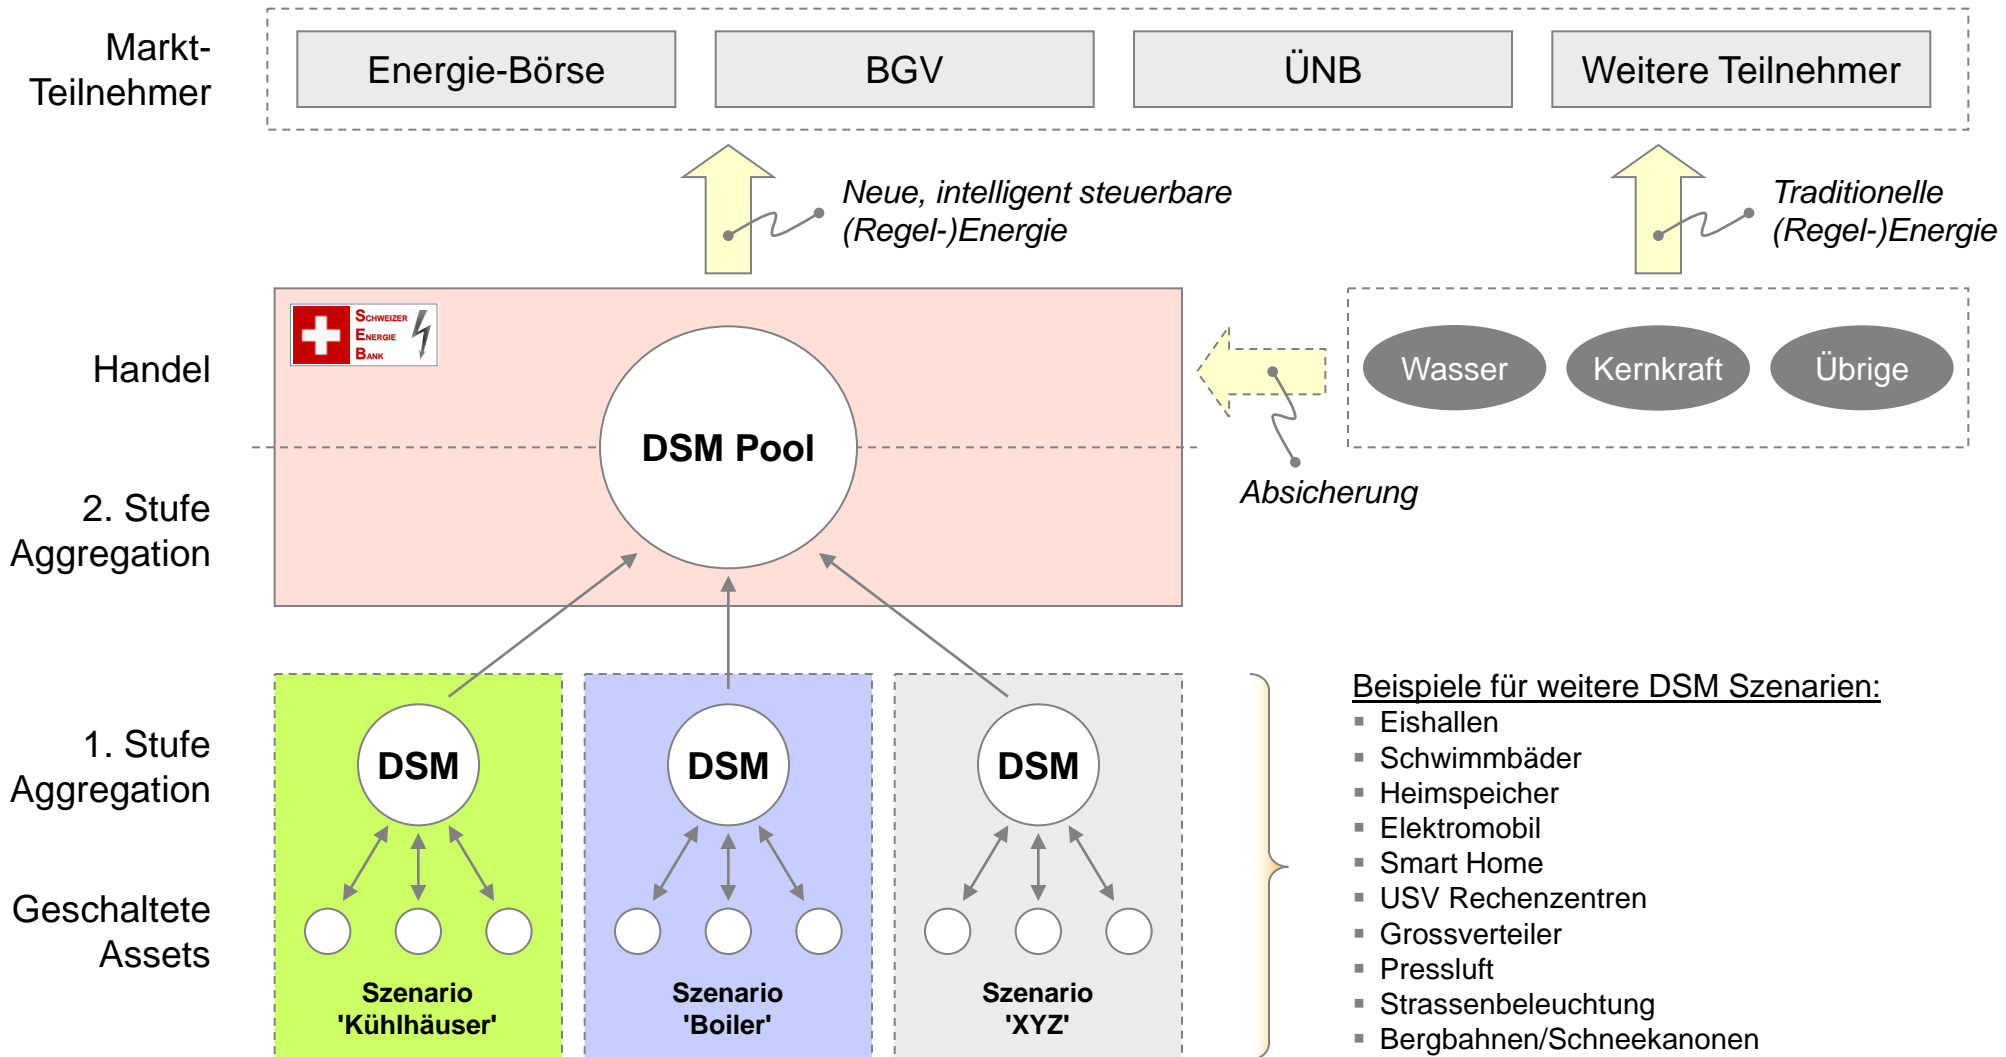 Markt-
Teilnehmer
Energie-Börse
BGV
ÜNB
Weitere Teilnehmer
Neue, intelligent steuerbare
(Regel-)Energie
Traditionelle
(Regel-)Energie
Handel
SCHWEIZER
ENERGIE
BANK
DSM Pool
Wasser
Kernkraft
Übrige
Absicherung
2. Stufe
Aggregation
1. Stufe
Aggregation
DSM
DSM
DSM
Geschaltete
Assets
Szenario
'Kühlhäuser'
Szenario
'Boiler'
Szenario
'XYZ'
Beispiele für weitere DSM Szenarien:
▪ Eishallen
▪ Schwimmbäder
▪ Heimspeicher
▪ Elektromobil
▪ Smart Home
▪ USV Rechenzentren
▪ Grossverteiler
▪ Pressluft
▪ Strassenbeleuchtung
▪ Bergbahnen/Schneekanonen